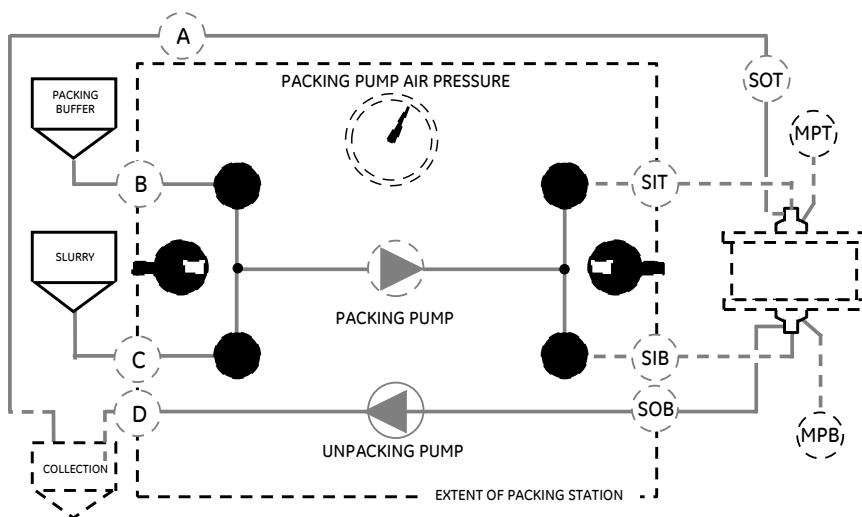 A
SOT
PACKING PUMP AIR PRESSURE
PACKING
BUFFER
MPT
B
SIT
SLURRY
PACKING PUMP
C
SIB
D
SOB
MPB
UNPACKING PUMP
COLLECTION
EXTENT OF PACKING STATION